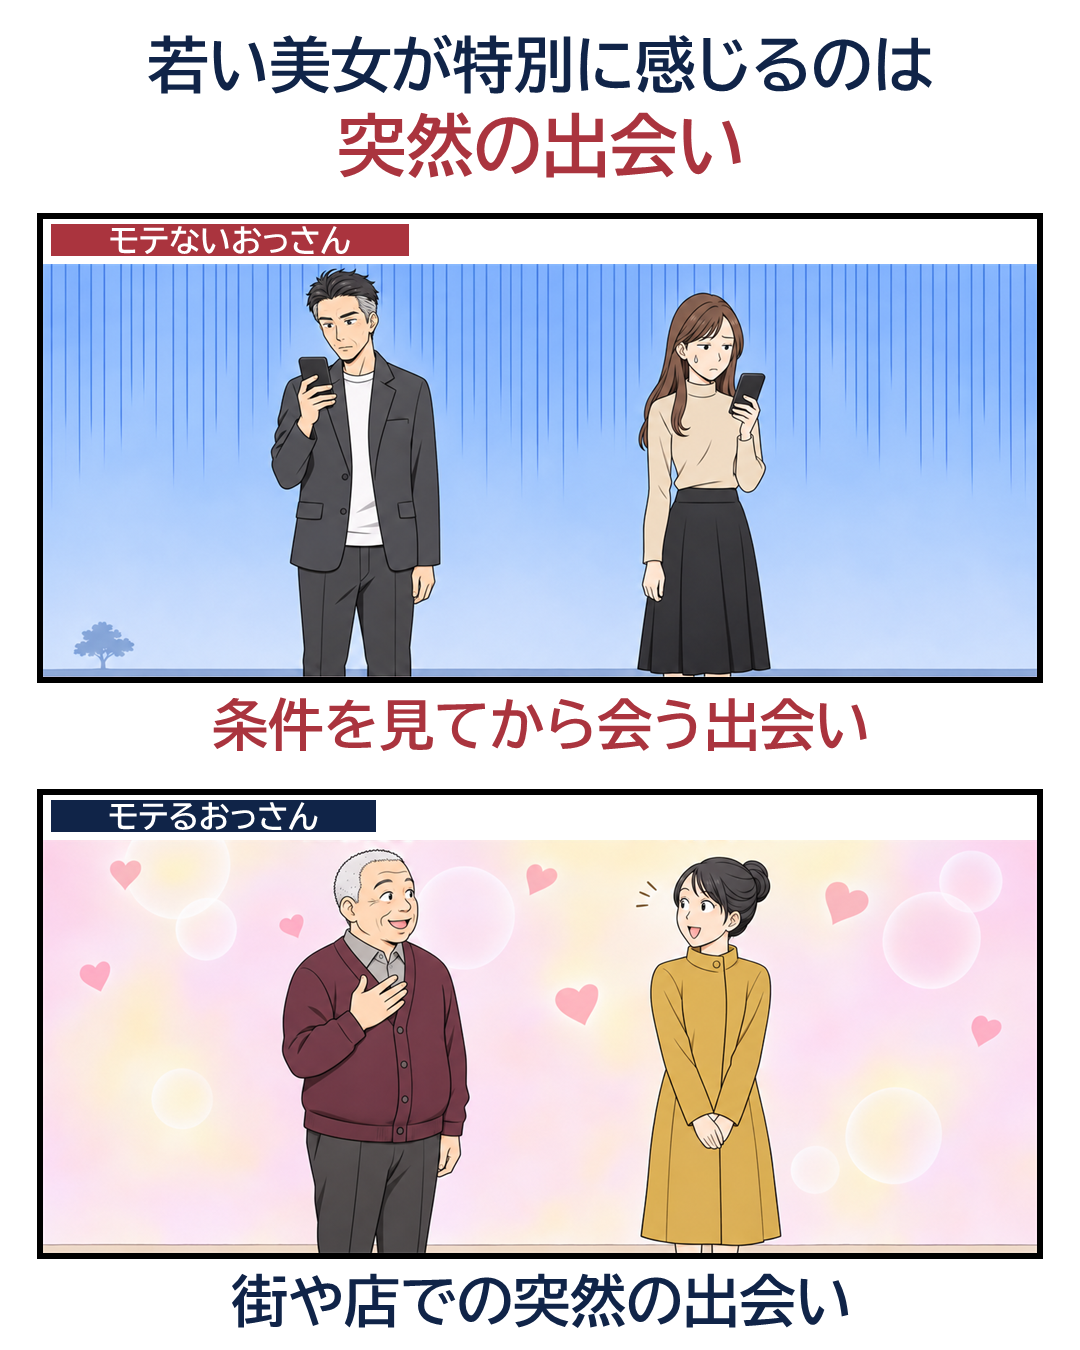 若い美女が特別に感じるのは
突然の出会い
モテないおっさん
条件を見てから会う出会い
モテるおっさん
街や店での突然の出会い